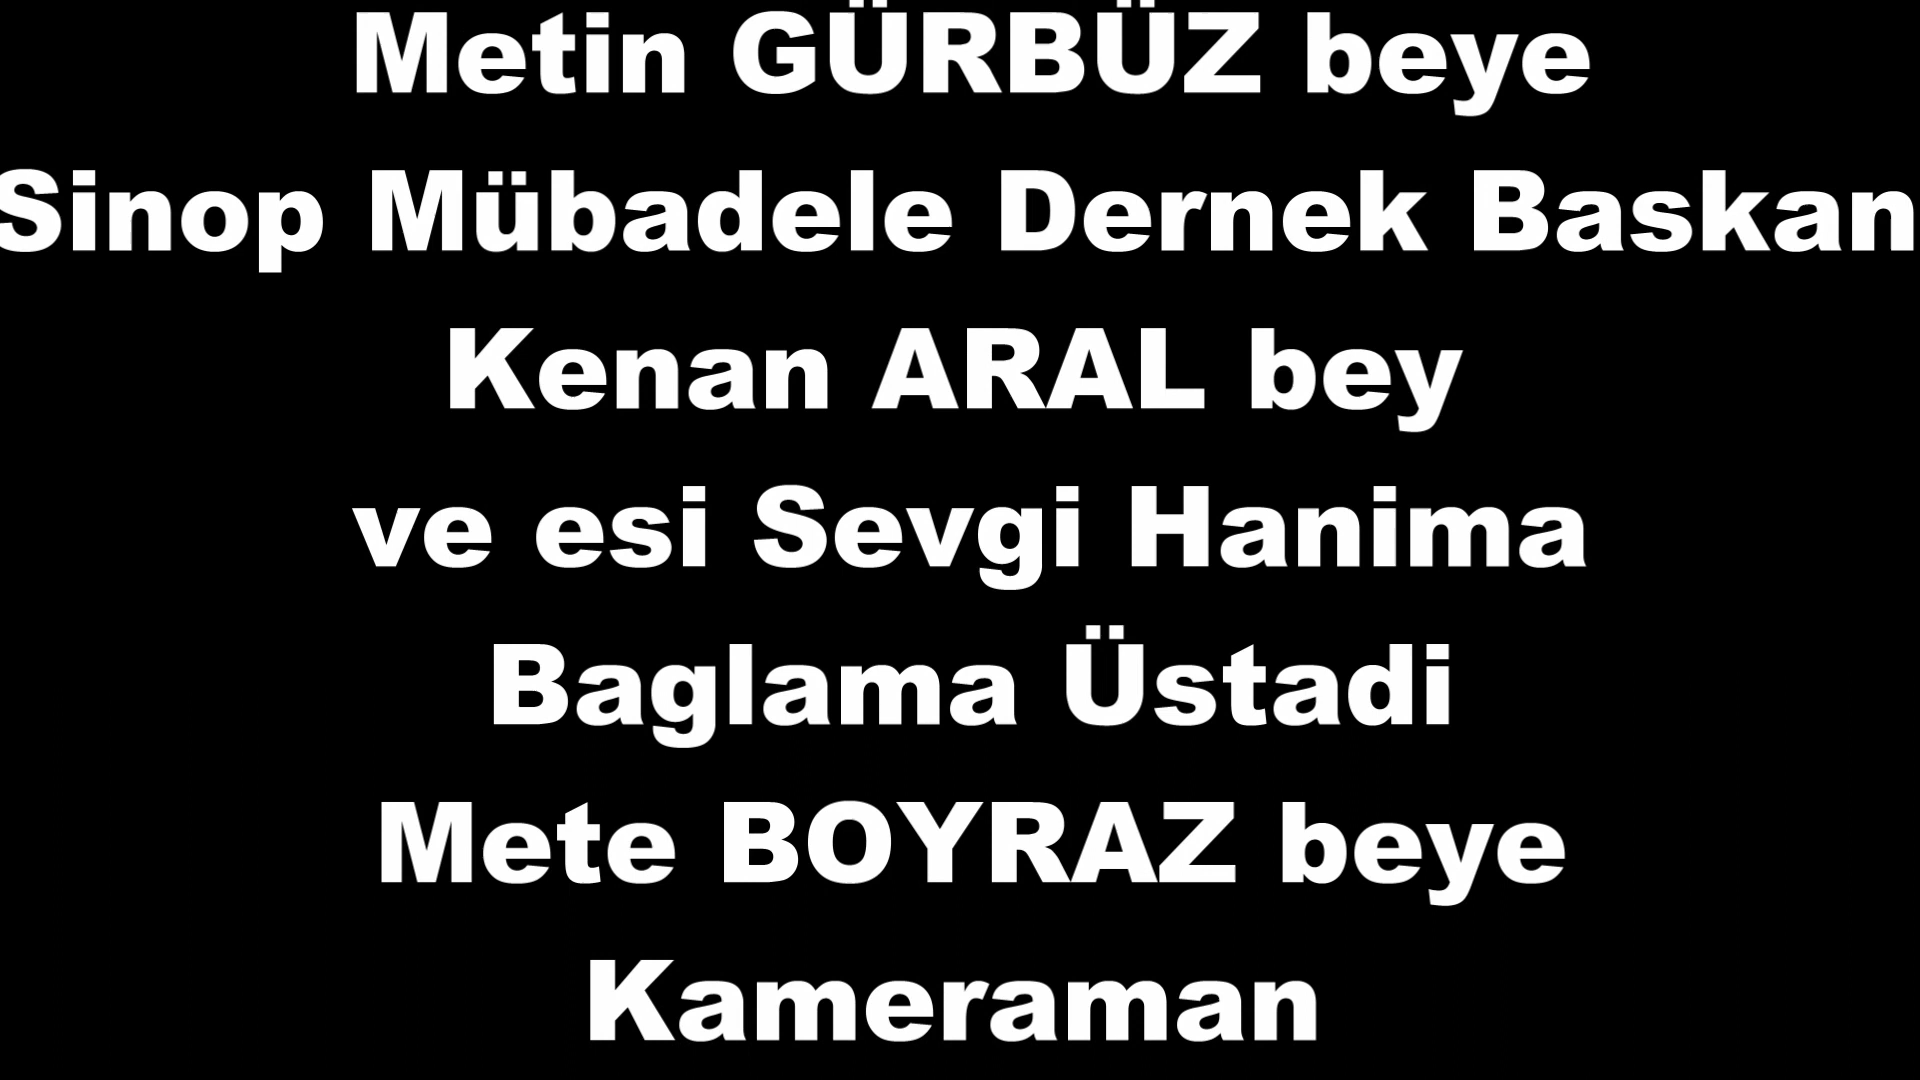 Metin GÜRBÜZ beye
Sinop Mübadele Dernek Baskan
Kenan ARAL bey
ve esi Sevgi Hanima
Baglama Üstadi
Mete BOYRAZ beye
Kameraman